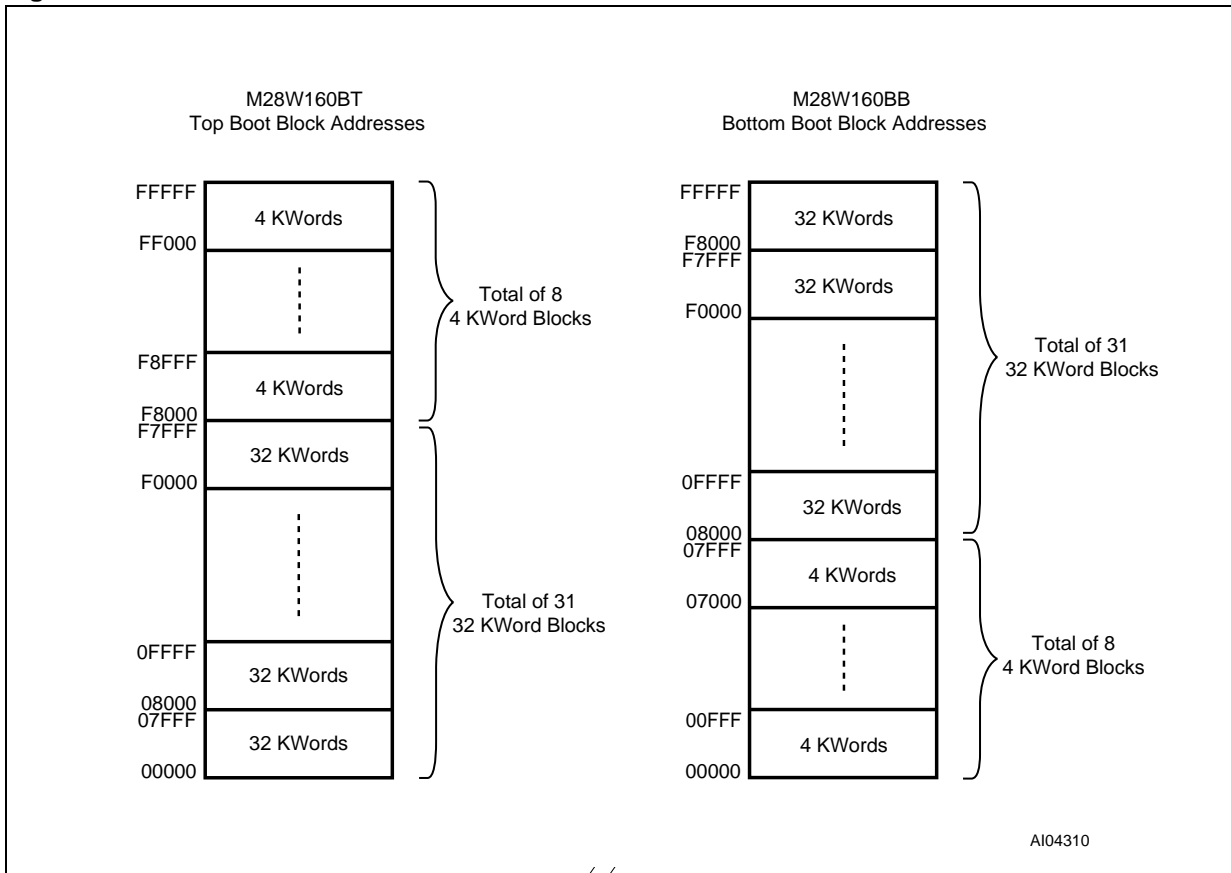 M28W160BT
Top Boot Block Addresses
FFFFF
4 KWords
FF000
Total of 8
4 KWord Blocks
F8FFF
4 KWords
F8000
F7FFF
32 KWords
F0000
Total of 31
32 KWord Blocks
0FFFF
32 KWords
08000
07FFF
32 KWords
00000
M28W160BB
Bottom Boot Block Addresses
FFFFF
32 KWords
F8000
F7FFF
32 KWords
F0000
Total of 31
32 KWord Blocks
0FFFF
32 KWords
08000
07FFF
4 KWords
07000
Total of 8
4 KWord Blocks
00FFF
4 KWords
00000
AI04310